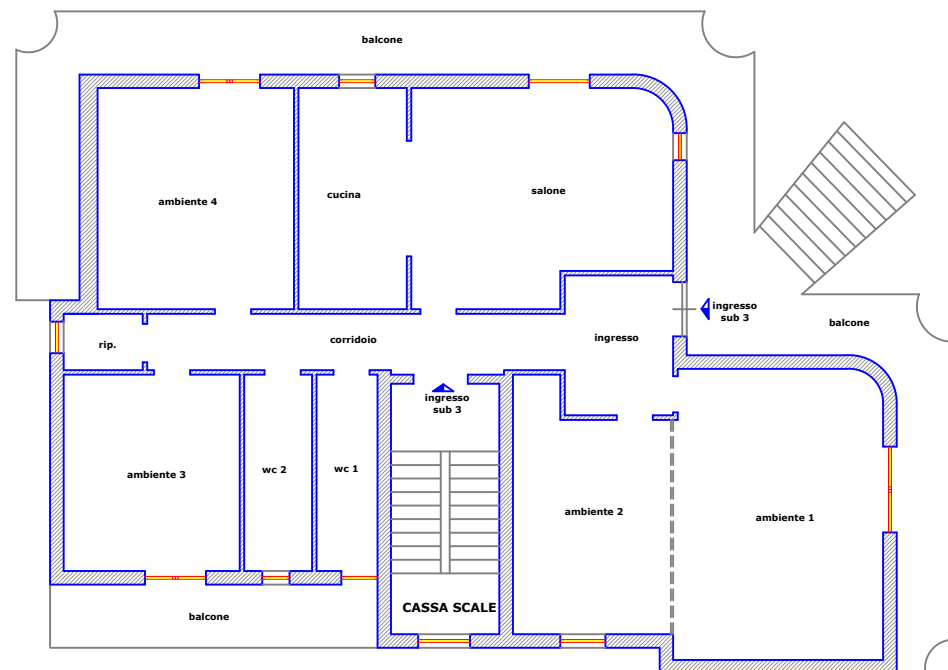 balcone
cucina
salone
ambiente 4
ingresso
sub 3
balcone
rip.
corridoio
ingresso
ingresso
sub 3
ambiente 3
wc 2
wc 1
ambiente 2
ambiente 1
CASSA SCALE
balcone